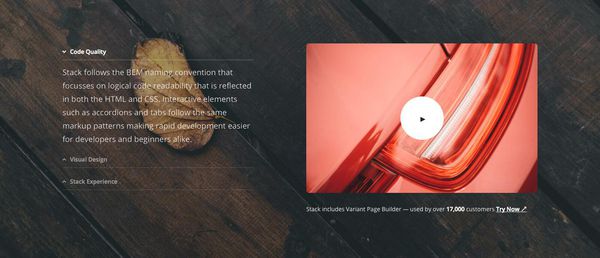 Code Quality
Stack follows the BEM naming convention that
focusses on logical code readability that is reflected
in both the HTML and CSS. Interactive elements
such as accordions and tabs follow the same
markup patterns making rapid development easier
for developers and beginners alike.
Visual Design
Stack Experience
Stack includes Variant Page Builder — used by over 17,000 customers Try Now ↗